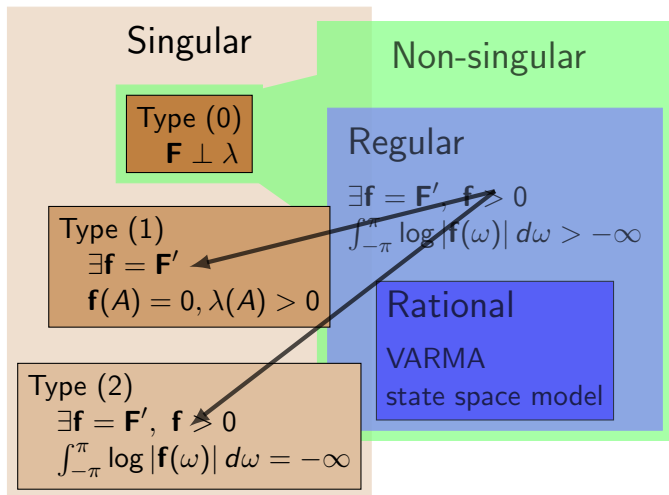 Singular
Non-singular
Type (0)
F ⊥ λ
Regular
∃f = F′, f > 0
∫_{-π}^{π} log |f(ω)| dω > −∞
Type (1)
∃f = F′
f(A) = 0, λ(A) > 0
Rational
VARMA
state space model
Type (2)
∃f = F′, f > 0
∫_{-π}^{π} log |f(ω)| dω = −∞